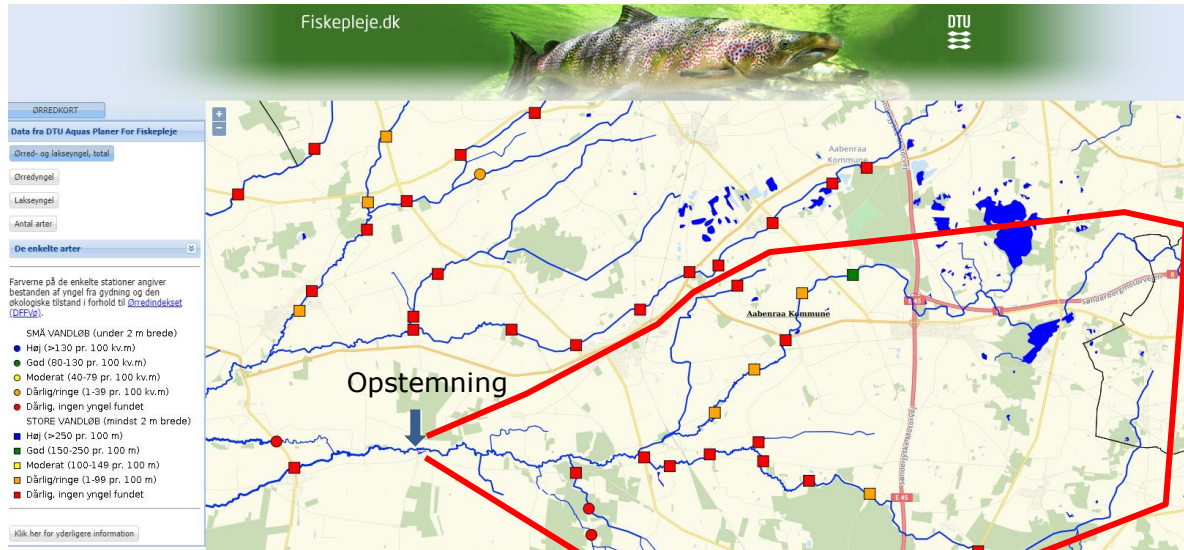 Fiskepleje.dk
DTU
ØRREDKORT
Data fra DTU Aquas Planer For Fiskepleje
Ørred- og lakseyngel, total
Ørredyngel
Lakseyngel
Antal arter
De enkelte arter
Farverne på de enkelte stationer angiver
bestanden af yngel fra gydning og den
økologiske tilstand i forhold til Ørredindekset
(DFFVø).
SMÅ VANDLØB (under 2 m brede)
Høj (>130 pr. 100 kv.m)
God (80-130 pr. 100 kv.m)
Moderat (40-79 pr. 100 kv.m)
Dårlig/ringe (1-39 pr. 100 kv.m)
Dårlig, ingen yngel fundet
STORE VANDLØB (mindst 2 m brede)
Høj (>250 pr. 100 m)
God (150-250 pr. 100 m)
Moderat (100-149 pr. 100 m)
Dårlig/ringe (1-99 pr. 100 m)
Dårlig, ingen yngel fundet
Klik her for yderligere information
+
−
Aabenraa
Kommune
E 45
Sønderborgmotorvejen
8
Aabenraa Kommune
Opstemning
Sønderjyske Motorvej
E 45